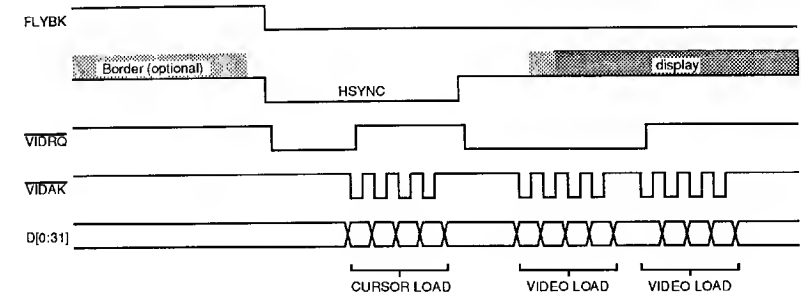 FLYBK
Border (optional)
display
HSYNC
VIDRQ
VIDAK
D[0:31]
CURSOR LOAD
VIDEO LOAD
VIDEO LOAD